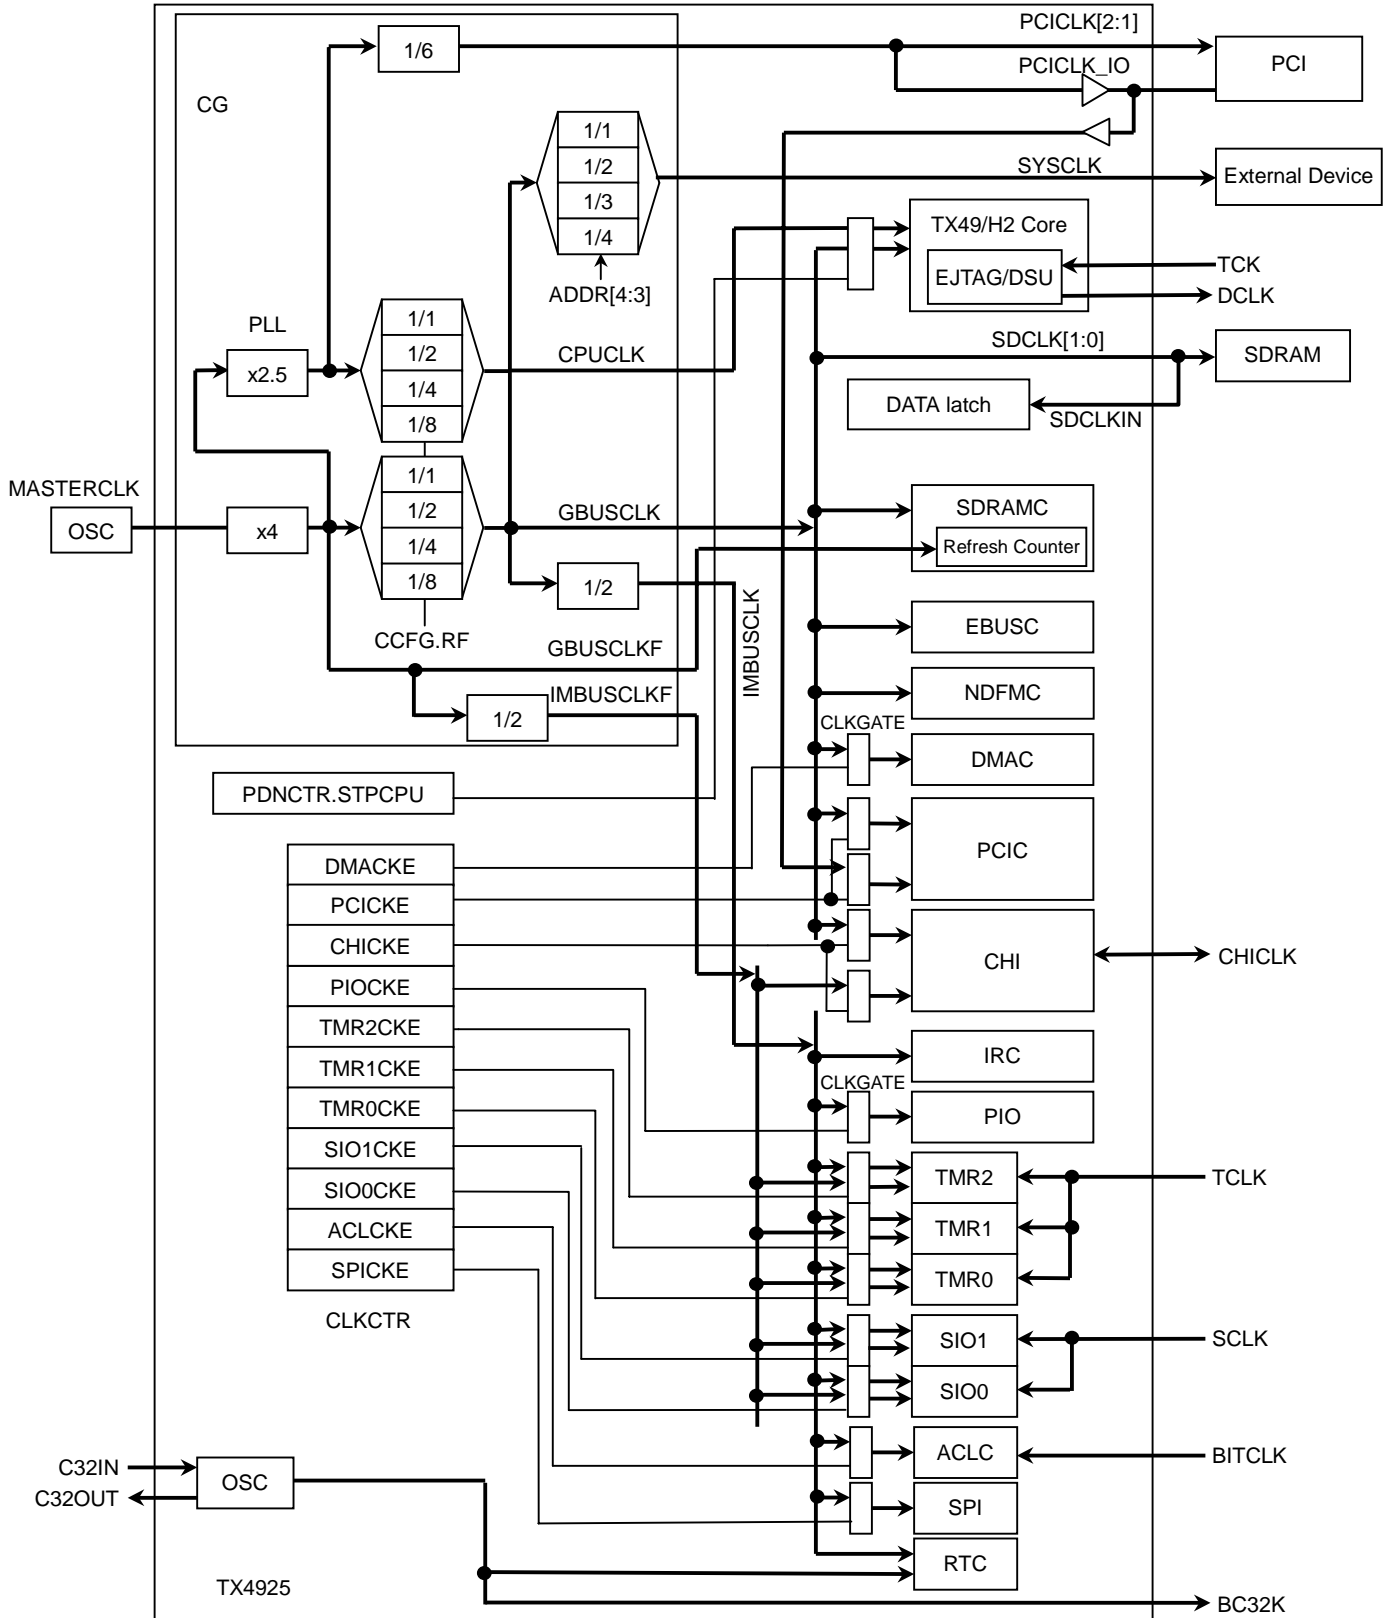 PCICLK[2:1]
1/6
PCI
PCICLK_IO
CG
1/1
1/2
1/3
1/4
SYSCLK
External Device
TX49/H2 Core
EJTAG/DSU
TCK
DCLK
ADDR[4:3]
PLL
x2.5
1/1
1/2
1/4
1/8
CPUCLK
SDCLK[1:0]
SDRAM
DATA latch
SDCLKIN
MASTERCLK
OSC
x4
1/1
1/2
1/4
1/8
GBUSCLK
SDRAMC
Refresh Counter
1/2
CCFG.RF
GBUSCLKF
IMBUSCLK
EBUSC
IMBUSCLKF
1/2
NDFMC
CLKGATE
DMAC
PDNCTR.STPCPU
PCIC
DMACKE
PCICKE
CHICKE
PIOCKE
TMR2CKE
TMR1CKE
TMR0CKE
SIO1CKE
SIO0CKE
ACLCKE
SPICKE
CLKCTR
CHI
CHICLK
IRC
CLKGATE
PIO
TMR2
TCLK
TMR1
TMR0
SIO1
SCLK
SIO0
ACLC
BITCLK
C32IN
C32OUT
OSC
SPI
RTC
TX4925
BC32K